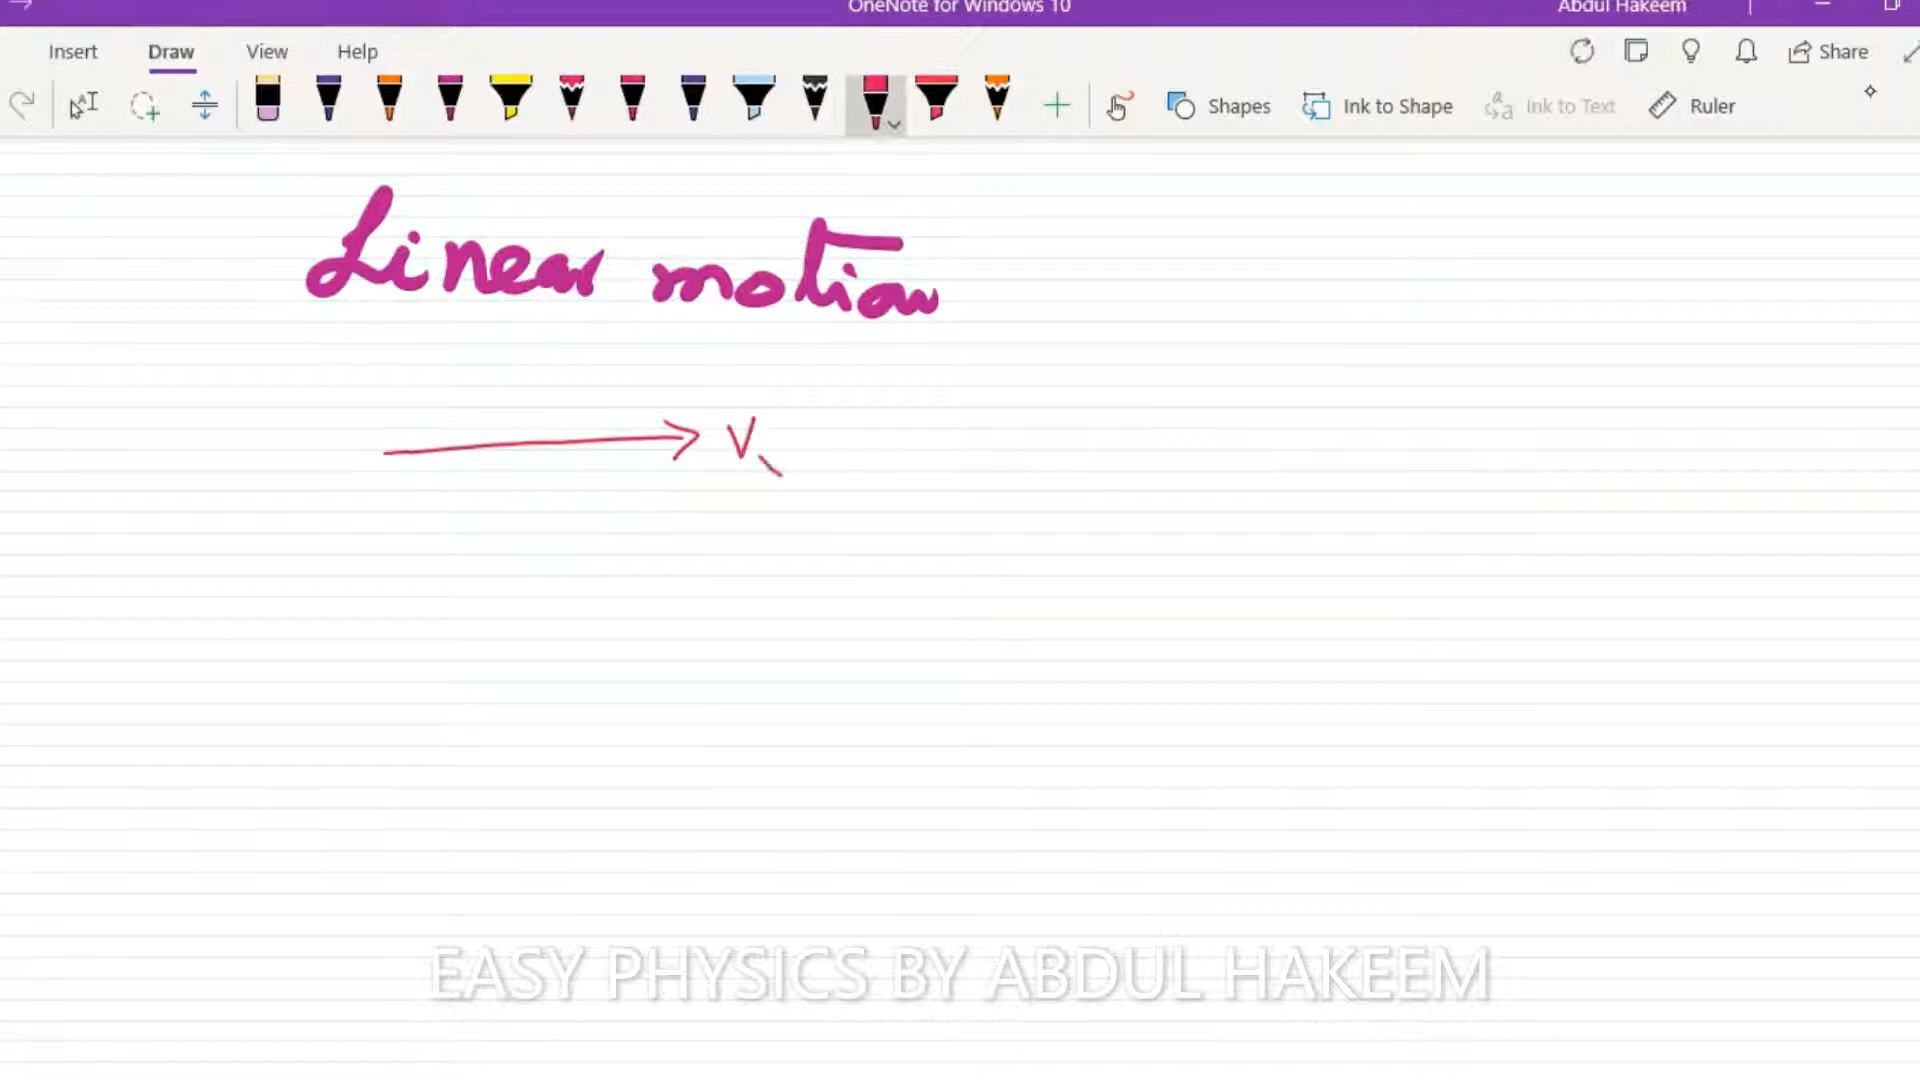 OneNote for Windows 10
Abdul Hakeem
Insert Draw View Help
Share
Shapes Ink to Shape Ink to Text Ruler
Linear motion
V
EASY PHYSICS BY ABDUL HAKEEM